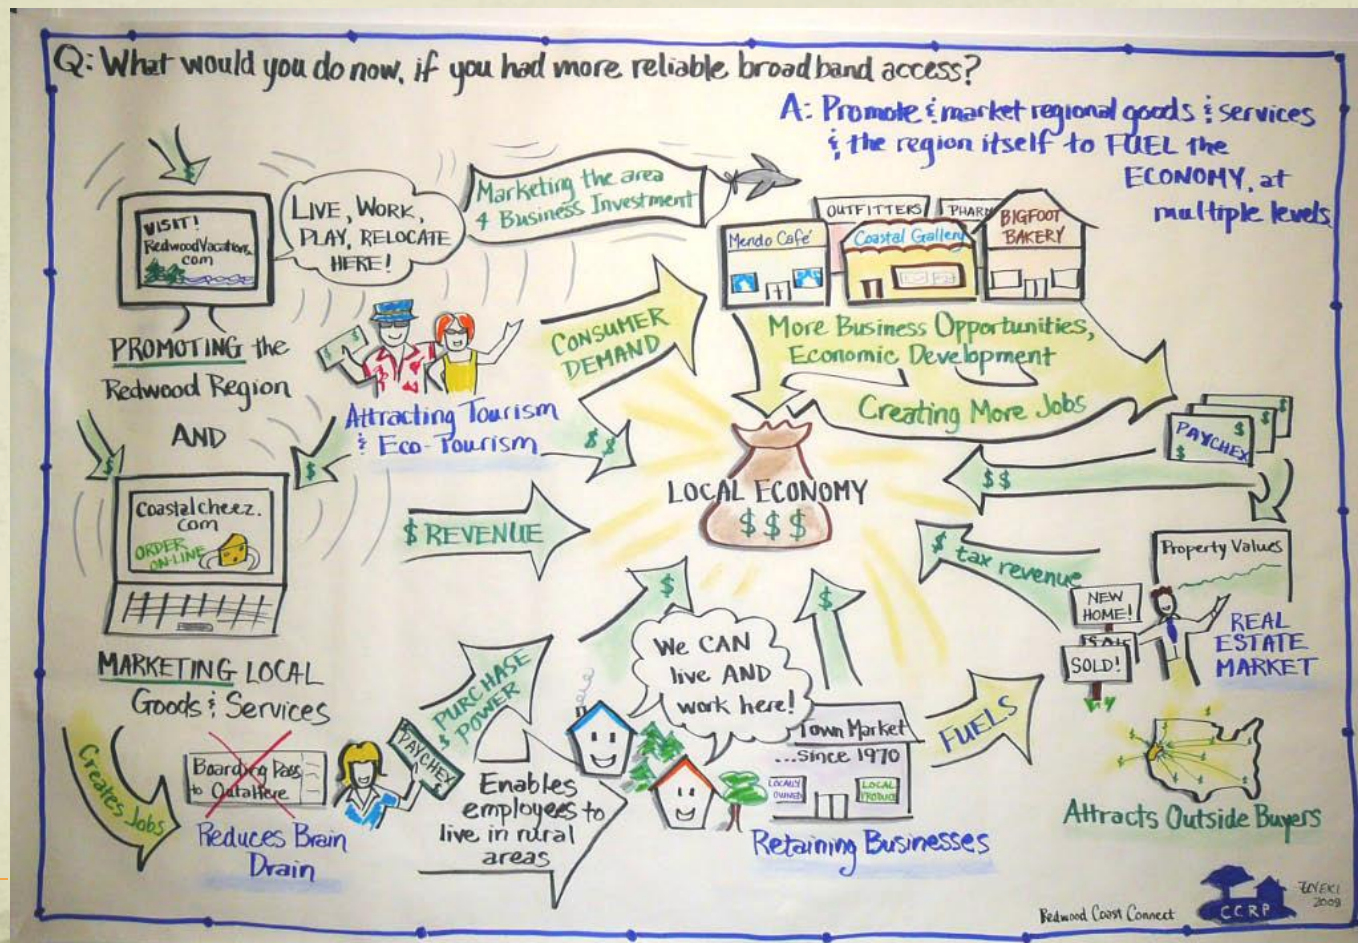 Q: What would you do now, if you had more reliable broadband access?
A: Promote & market regional goods & services
& the region itself to FUEL the
ECONOMY, at
multiple levels
$
VISIT!
RedwoodVacations.
com
LIVE, WORK,
PLAY, RELOCATE
HERE!
Marketing the area
4 Business Investment
OUTFITTERS
PHARM
Mendo Café
Coastal Gallery
BIGFOOT
BAKERY
PROMOTING the
Redwood Region
AND
$ $
Attracting Tourism
& Eco-Tourism
CONSUMER
DEMAND
More Business Opportunities,
Economic Development
Creating More Jobs
$
$
$$
PAYCHEX
$ $
$
$$
Coastalcheez.
com
ORDER
ON-LINE
$ REVENUE
LOCAL ECONOMY
$ $ $
$ tax revenue
Property Values
NEW
HOME!
SOLD!
REAL
ESTATE
MARKET
MARKETING LOCAL
Goods & Services
Creates Jobs
Boarding Pass
to OutaHere
Reduces Brain
Drain
PAYCHEX
$
PURCHASE
$ POWER
$
$
Enables
employees to
live in rural
areas
We CAN
live AND
work here!
Town Market
...since 1970
LOCALLY
OWNED
LOCAL
PRODUCE
Retaining Businesses
FUELS
Attracts Outside Buyers
Redwood Coast Connect
CCRP
2009